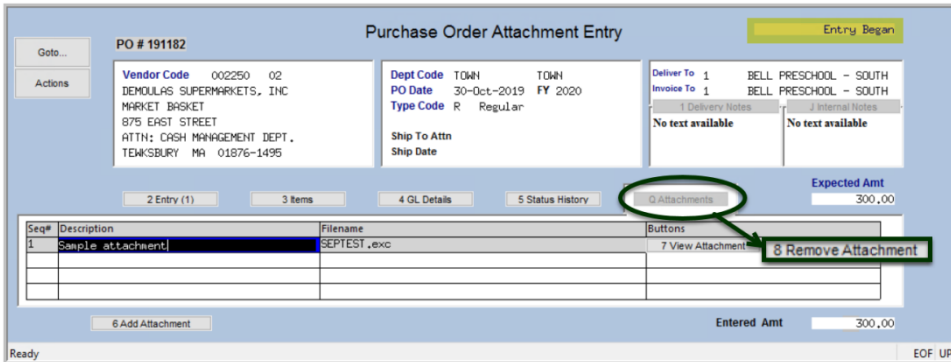 Purchase Order Attachment Entry
Entry Began
Goto...
PO # 191182
Actions
Vendor Code 002250 02
DEMOULAS SUPERMARKETS, INC
MARKET BASKET
875 EAST STREET
ATTN: CASH MANAGEMENT DEPT.
TEWKSBURY MA 01876-1495
Dept Code TOWN TOWN
PO Date 30-Oct-2019 FY 2020
Type Code R Regular
Ship To Attn
Ship Date
Deliver To 1 BELL PRESCHOOL - SOUTH
Invoice To 1 BELL PRESCHOOL - SOUTH
1 Delivery Notes J Internal Notes
No text available No text available
Expected Amt
2 Entry (1) 3 Items 4 GL Details 5 Status History Q Attachments 300.00
Seq# Description Filename Buttons
1 Sample attachment SEPTEST.exc 7 View Attachment 8 Remove Attachment
6 Add Attachment Entered Amt 300.00
Ready EOF UR